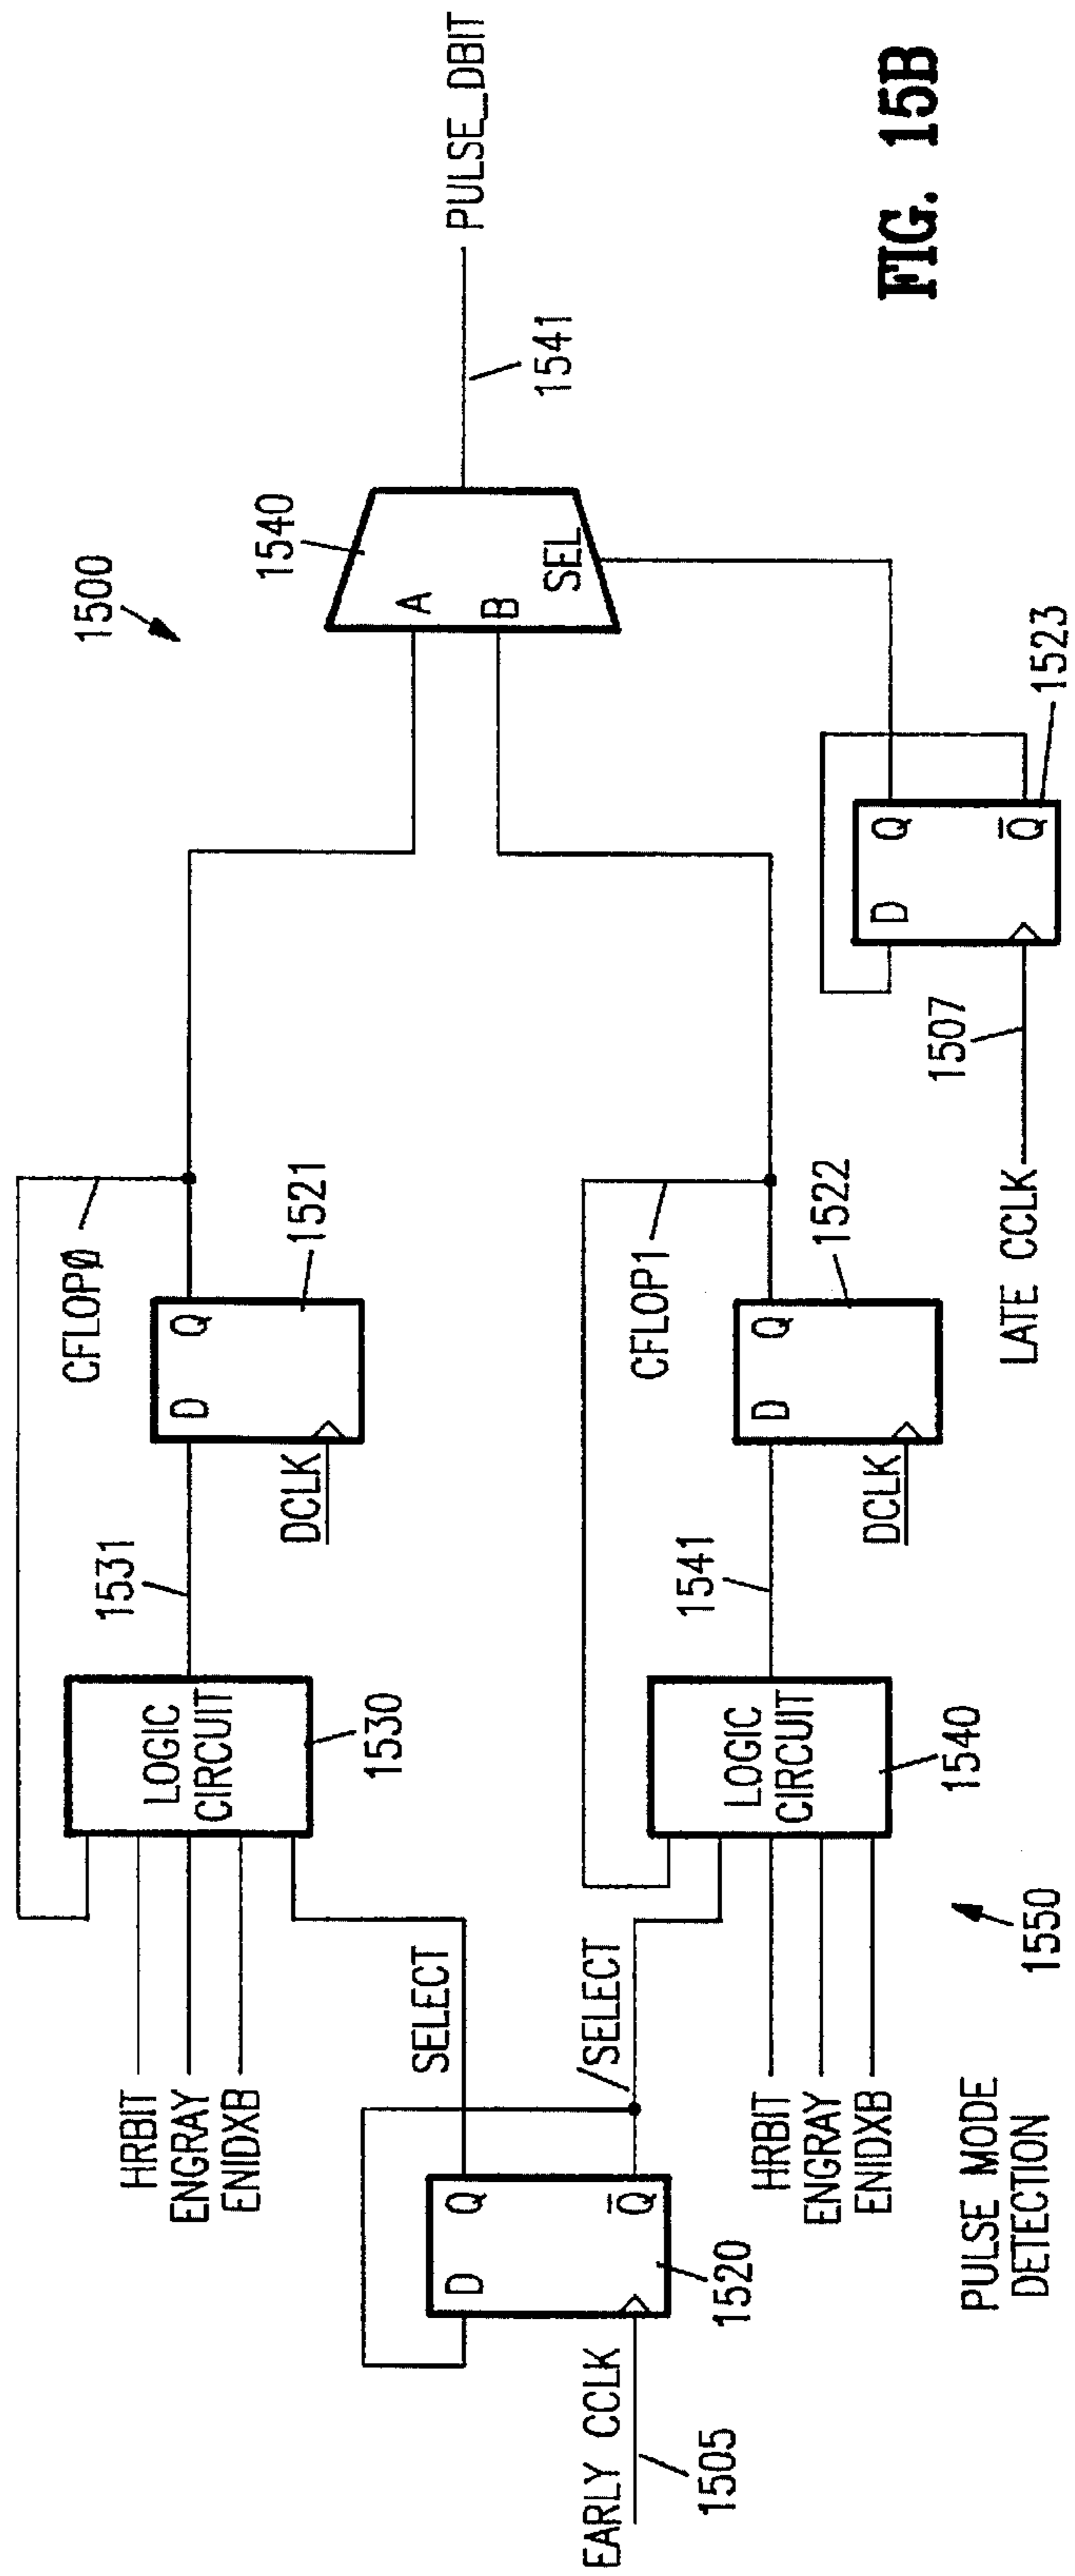 1500
CFLOPØ
HRBIT
ENGRAY
ENIDXB
LOGIC
CIRCUIT
1530
1531
D
Q
DCLK
1521
SELECT
/SELECT
EARLY CCLK
1505
D
Q
Q̅
1520
A
B
SEL
1540
1541
PULSE_DBIT
CFLOP1
HRBIT
ENGRAY
ENIDXB
LOGIC
CIRCUIT
1540
1541
D
Q
DCLK
1522
LATE CCLK
1507
D
Q
Q̅
1523
PULSE MODE
DETECTION
1550
FIG. 15B